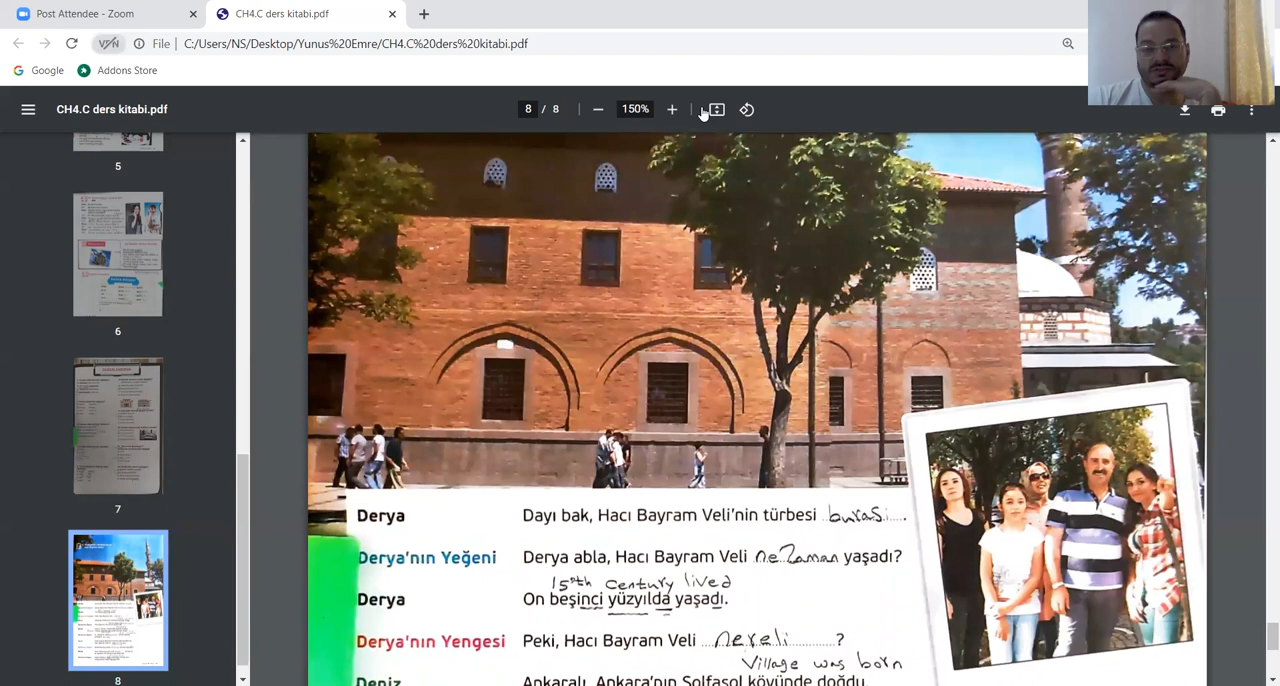 Post Attendee - Zoom
CH4.C ders kitabi.pdf
VPN
File
C:/Users/NS/Desktop/Yunus%20Emre/CH4.C%20ders%20kitabi.pdf
Google
Addons Store
CH4.C ders kitabi.pdf
8 / 8
150%
5
6
7
8
Derya Dayı bak, Hacı Bayram Veli'nin türbesi burası.
Derya'nın Yeğeni Derya abla, Hacı Bayram Veli ne zaman yaşadı?
15th century lived
Derya On beşinci yüzyılda yaşadı.
Derya'nın Yengesi Peki, Hacı Bayram Veli nereli ?
Village was born
Deniz Ankaralı. Ankara'nın Solfasol köyünde doğdu.